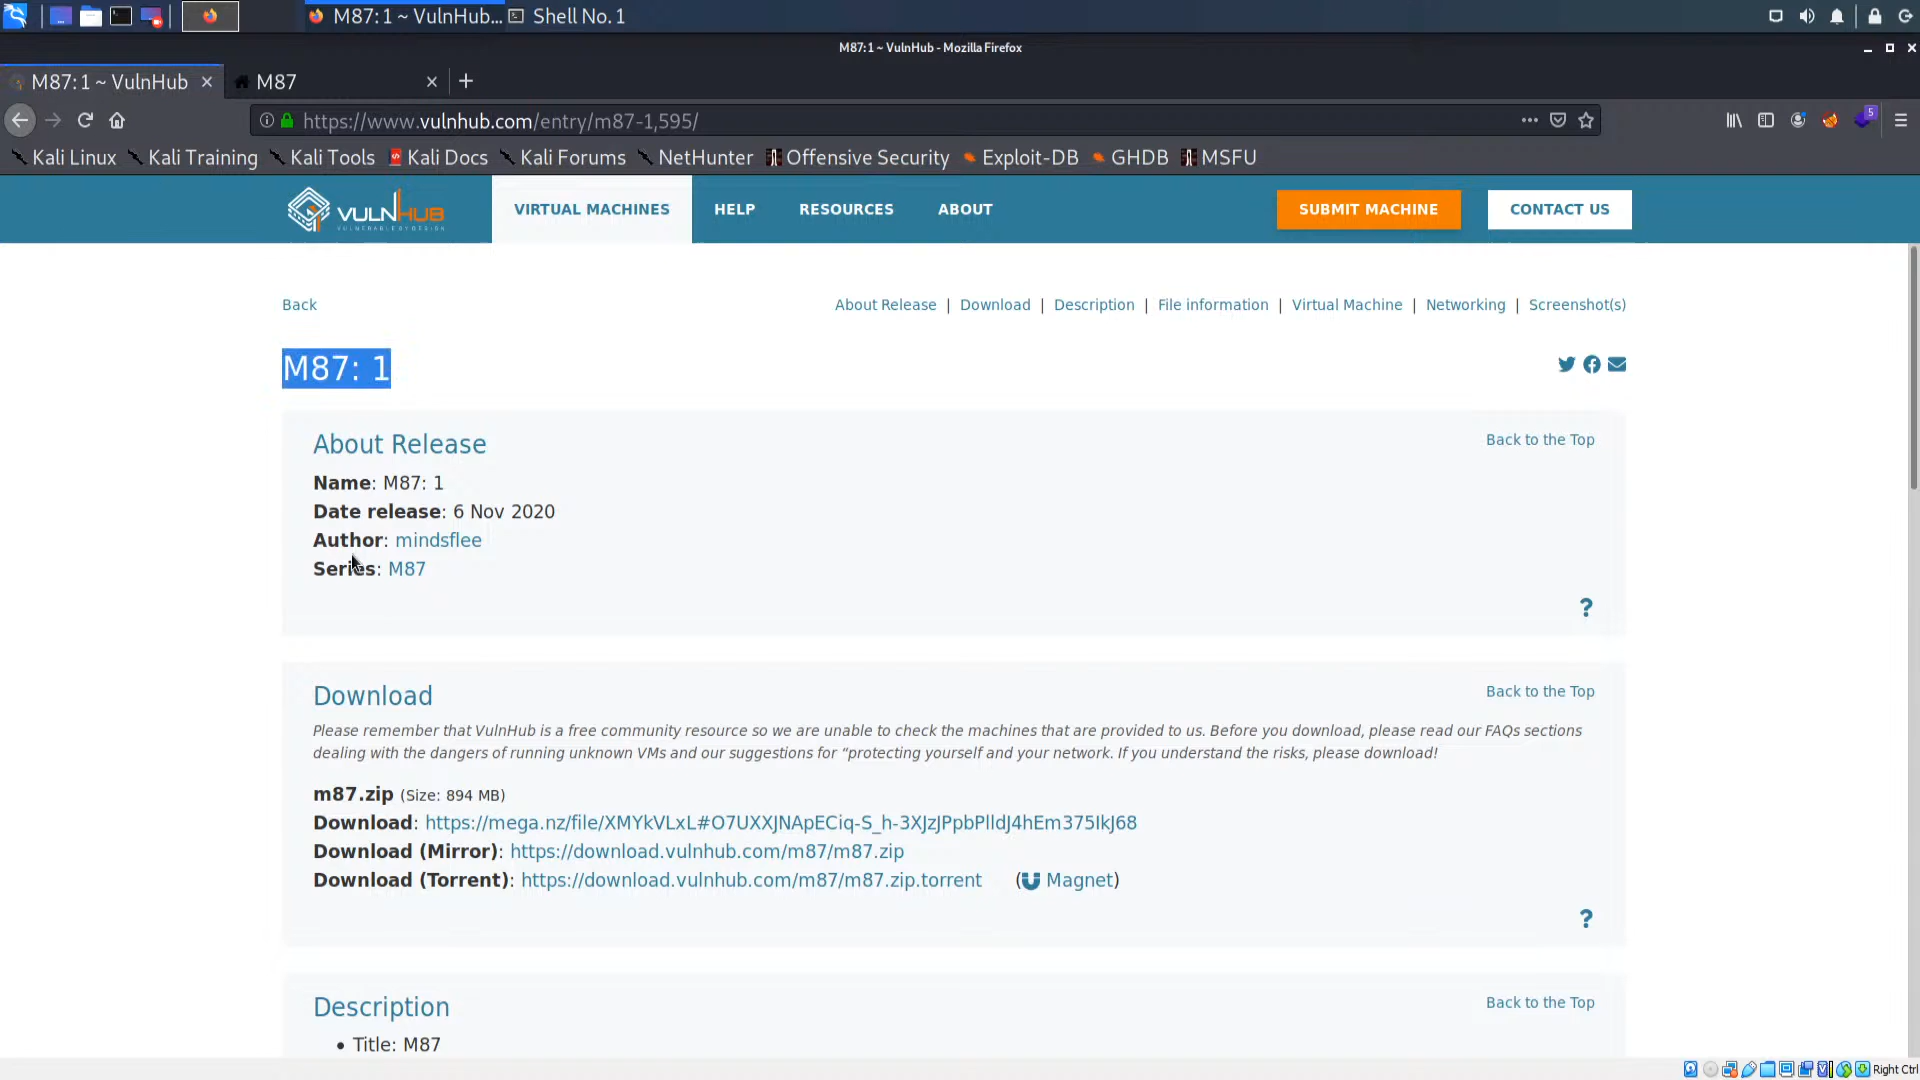 M87: 1 ~ VulnHub... Shell No. 1
M87: 1 ~ VulnHub - Mozilla Firefox
M87: 1 ~ VulnHub M87
https://www.vulnhub.com/entry/m87-1,595/
5
Kali Linux Kali Training Kali Tools Kali Docs Kali Forums NetHunter Offensive Security Exploit-DB GHDB MSFU
VULNHUB
VULNERABLE BY DESIGN
VIRTUAL MACHINES HELP RESOURCES ABOUT SUBMIT MACHINE CONTACT US
Back About Release | Download | Description | File information | Virtual Machine | Networking | Screenshot(s)
M87: 1
About Release Back to the Top
Name: M87: 1
Date release: 6 Nov 2020
Author: mindsflee
Series: M87
?
Download Back to the Top
Please remember that VulnHub is a free community resource so we are unable to check the machines that are provided to us. Before you download, please read our FAQs sections
dealing with the dangers of running unknown VMs and our suggestions for “protecting yourself and your network. If you understand the risks, please download!
m87.zip (Size: 894 MB)
Download: https://mega.nz/file/XMYkVLxL#O7UXXJNApECiq-S_h-3XJzJPpbPlldJ4hEm375IkJ68
Download (Mirror): https://download.vulnhub.com/m87/m87.zip
Download (Torrent): https://download.vulnhub.com/m87/m87.zip.torrent ( Magnet)
?
Description Back to the Top
• Title: M87
Right Ctrl